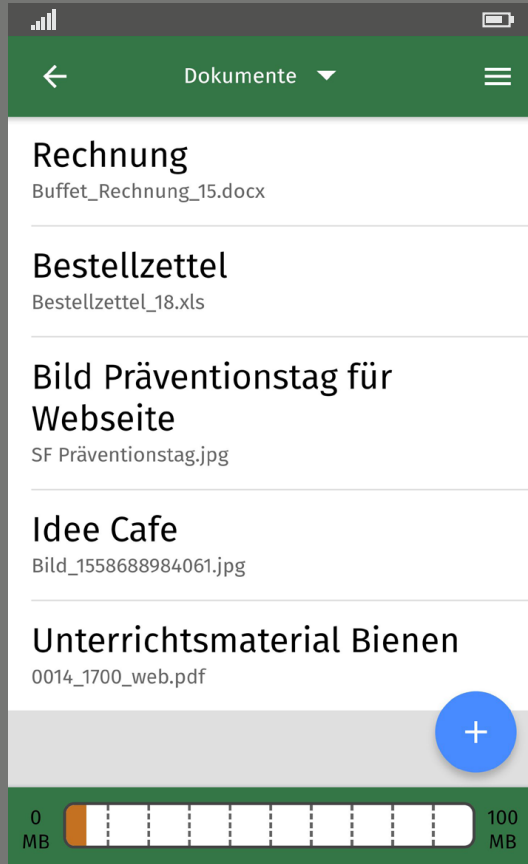 Dokumente
Rechnung
Buffet_Rechnung_15.docx
Bestellzettel
Bestellzettel_18.xls
Bild Präventionstag für
Webseite
SF Präventionstag.jpg
Idee Cafe
Bild_1558688984061.jpg
Unterrichtsmaterial Bienen
0014_1700_web.pdf
+
0
MB
100
MB